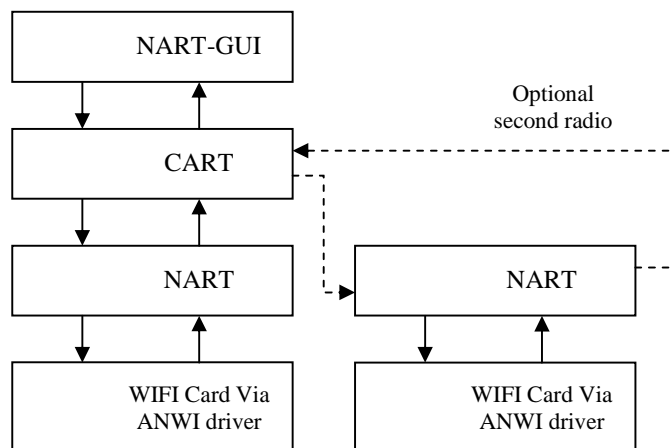 NART-GUI
Optional
second radio
CART
NART
NART
WIFI Card Via
ANWI driver
WIFI Card Via
ANWI driver